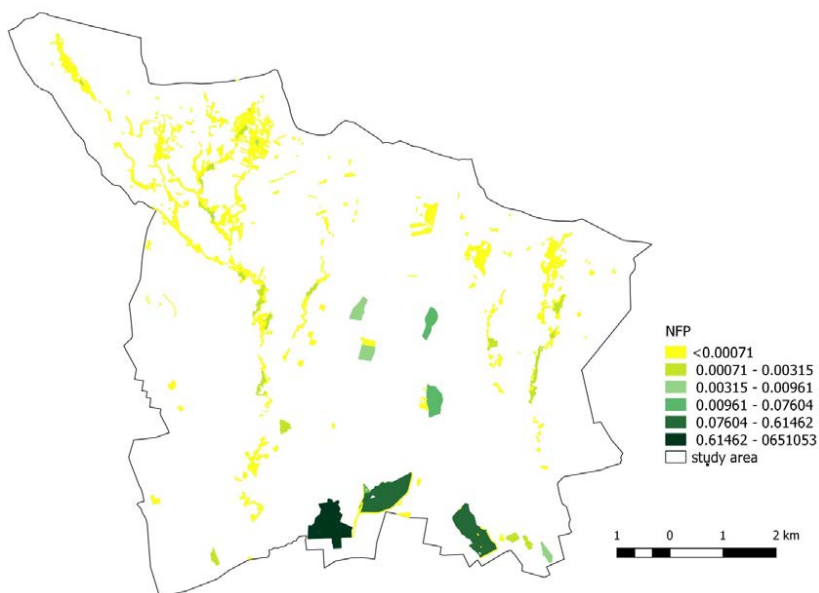 NFP
<0.00071
0.00071 - 0.00315
0.00315 - 0.00961
0.00961 - 0.07604
0.07604 - 0.61462
0.61462 - 0651053
study area
1 0 1 2 km